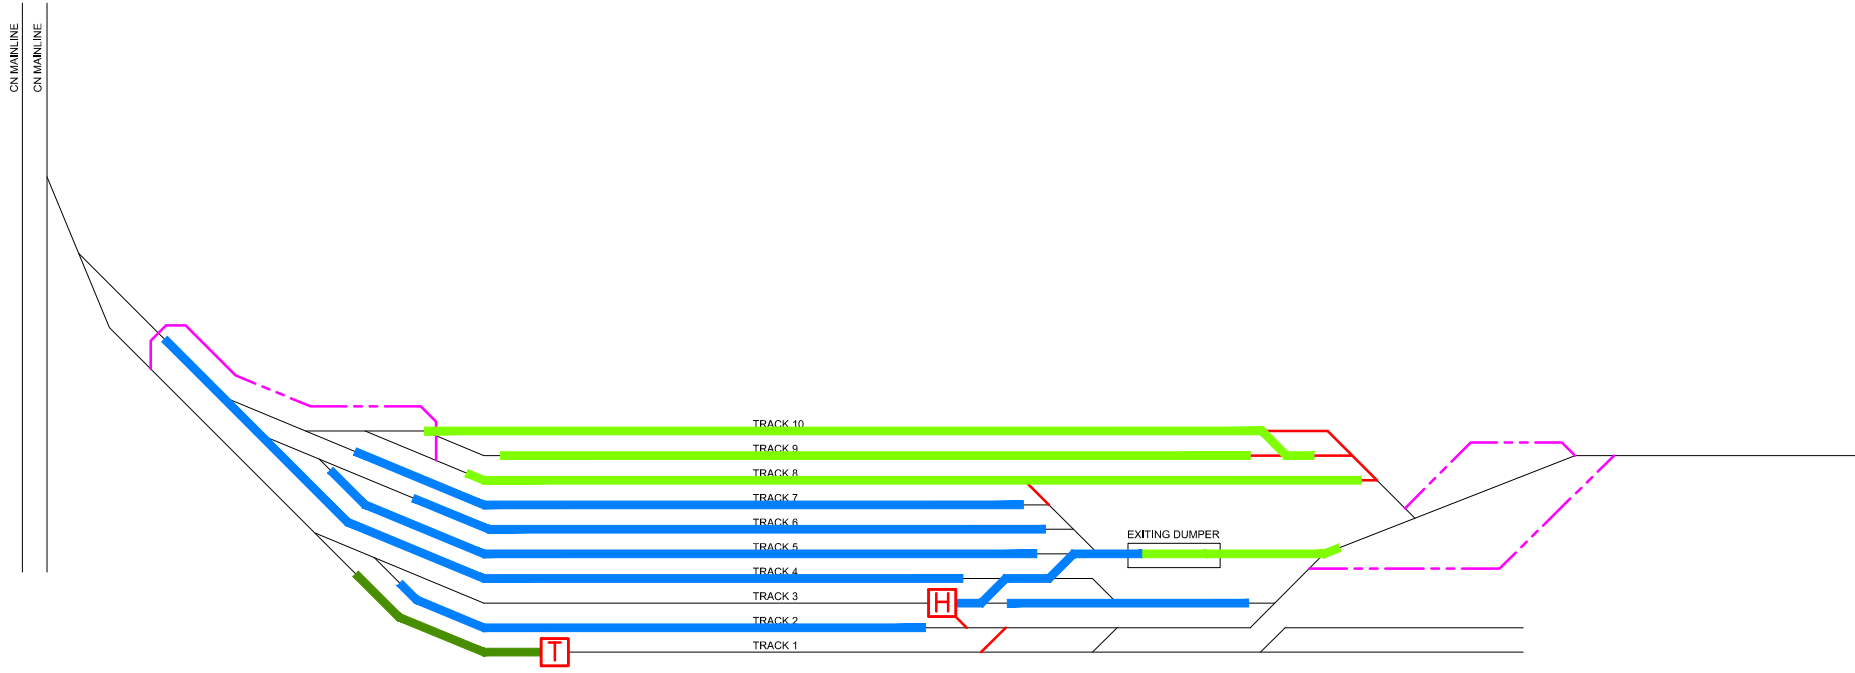 CN MAINLINE
CN MAINLINE
TRACK 10
TRACK 9
TRACK 8
TRACK 7
TRACK 6
EXITING DUMPER
TRACK 5
TRACK 4
TRACK 3
H
TRACK 2
TRACK 1
T